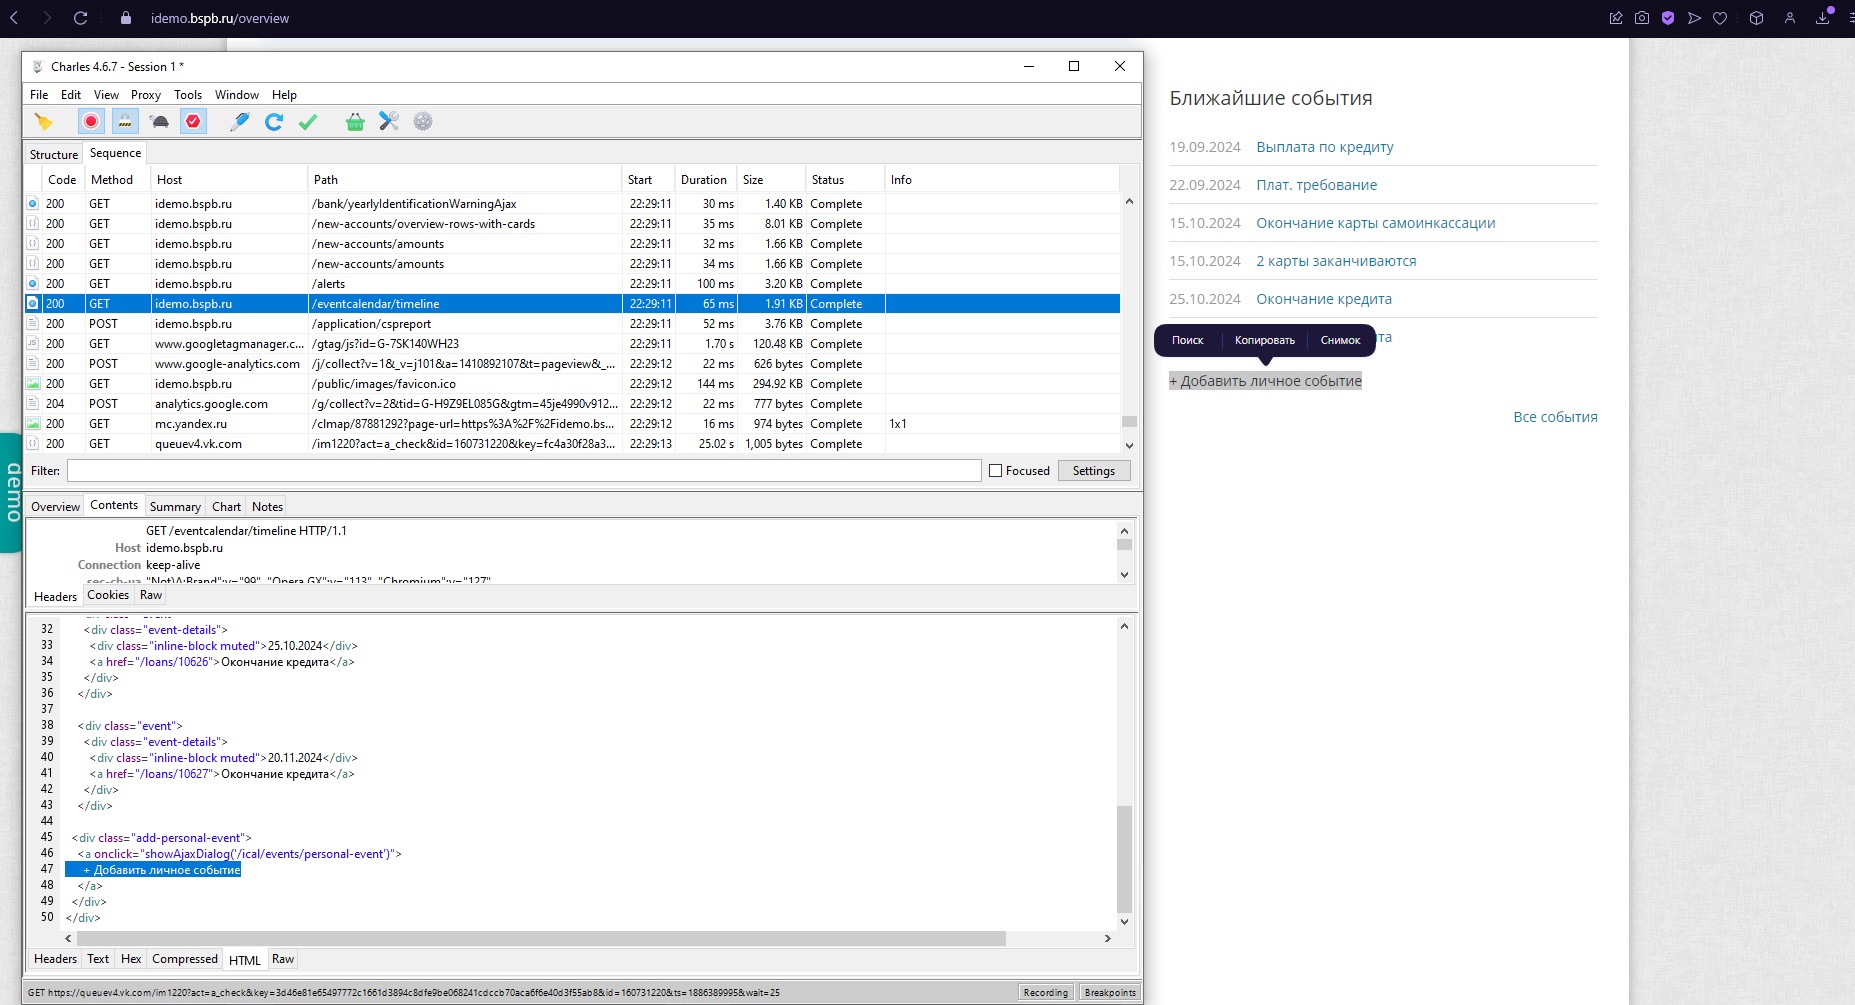 idemo.bspb.ru/overview
Charles 4.6.7 - Session 1 *
File Edit View Proxy Tools Window Help
Structure Sequence
Code Method Host Path Start Duration Size Status Info
200 GET idemo.bspb.ru /bank/yearlyIdentificationWarningAjax 22:29:11 30 ms 1.40 KB Complete
200 GET idemo.bspb.ru /new-accounts/overview-rows-with-cards 22:29:11 35 ms 8.01 KB Complete
200 GET idemo.bspb.ru /new-accounts/amounts 22:29:11 32 ms 1.66 KB Complete
200 GET idemo.bspb.ru /new-accounts/amounts 22:29:11 34 ms 1.66 KB Complete
200 GET idemo.bspb.ru /alerts 22:29:11 100 ms 3.20 KB Complete
200 GET idemo.bspb.ru /eventcalendar/timeline 22:29:11 65 ms 1.91 KB Complete
200 POST idemo.bspb.ru /application/cspreport 22:29:11 52 ms 3.76 KB Complete
200 GET www.googletagmanager.c... /gtag/js?id=G-7SK140WH23 22:29:11 1.70 s 120.48 KB Complete
200 POST www.google-analytics.com /j/collect?v=1&_v=j101&a=1410892107&t=pageview&_... 22:29:12 22 ms 626 bytes Complete
200 GET idemo.bspb.ru /public/images/favicon.ico 22:29:12 144 ms 294.92 KB Complete
204 POST analytics.google.com /g/collect?v=2&tid=G-H9Z9EL085G&gtm=45je4990v912... 22:29:12 22 ms 777 bytes Complete
200 GET mc.yandex.ru /clmap/87881292?page-url=https%3A%2F%2Fidemo.bs... 22:29:12 16 ms 974 bytes Complete 1x1
200 GET queuev4.vk.com /im1220?act=a_check&id=160731220&key=fc4a30f28a3... 22:29:13 25.02 s 1,005 bytes Complete
Filter: Focused Settings
demo
Overview Contents Summary Chart Notes
GET /eventcalendar/timeline HTTP/1.1
Host idemo.bspb.ru
Connection keep-alive
sec-ch-ua "Not)A;Brand";v="99", "Opera GX";v="113", "Chromium";v="127"
Headers Cookies Raw
32 <div class="event-details">
33 <div class="inline-block muted">25.10.2024</div>
34 <a href="/loans/10626">Окончание кредита</a>
35 </div>
36 </div>
37
38 <div class="event">
39 <div class="event-details">
40 <div class="inline-block muted">20.11.2024</div>
41 <a href="/loans/10627">Окончание кредита</a>
42 </div>
43 </div>
44
45 <div class="add-personal-event">
46 <a onclick="showAjaxDialog('/ical/events/personal-event')">
47 + Добавить личное событие
48 </a>
49 </div>
50 </div>
Headers Text Hex Compressed HTML Raw
GET https://queuev4.vk.com/im1220?act=a_check&key=3d46e81e65497772c1661d3894c8dfe9be068241cdccb70aca6f6e40d3f55ab8&id=160731220&ts=1886389995&wait=25
Recording Breakpoints
Ближайшие события
19.09.2024 Выплата по кредиту
22.09.2024 Плат. требование
15.10.2024 Окончание карты самоинкассации
15.10.2024 2 карты заканчиваются
25.10.2024 Окончание кредита
Поиск Копировать Снимок
+ Добавить личное событие
Все события